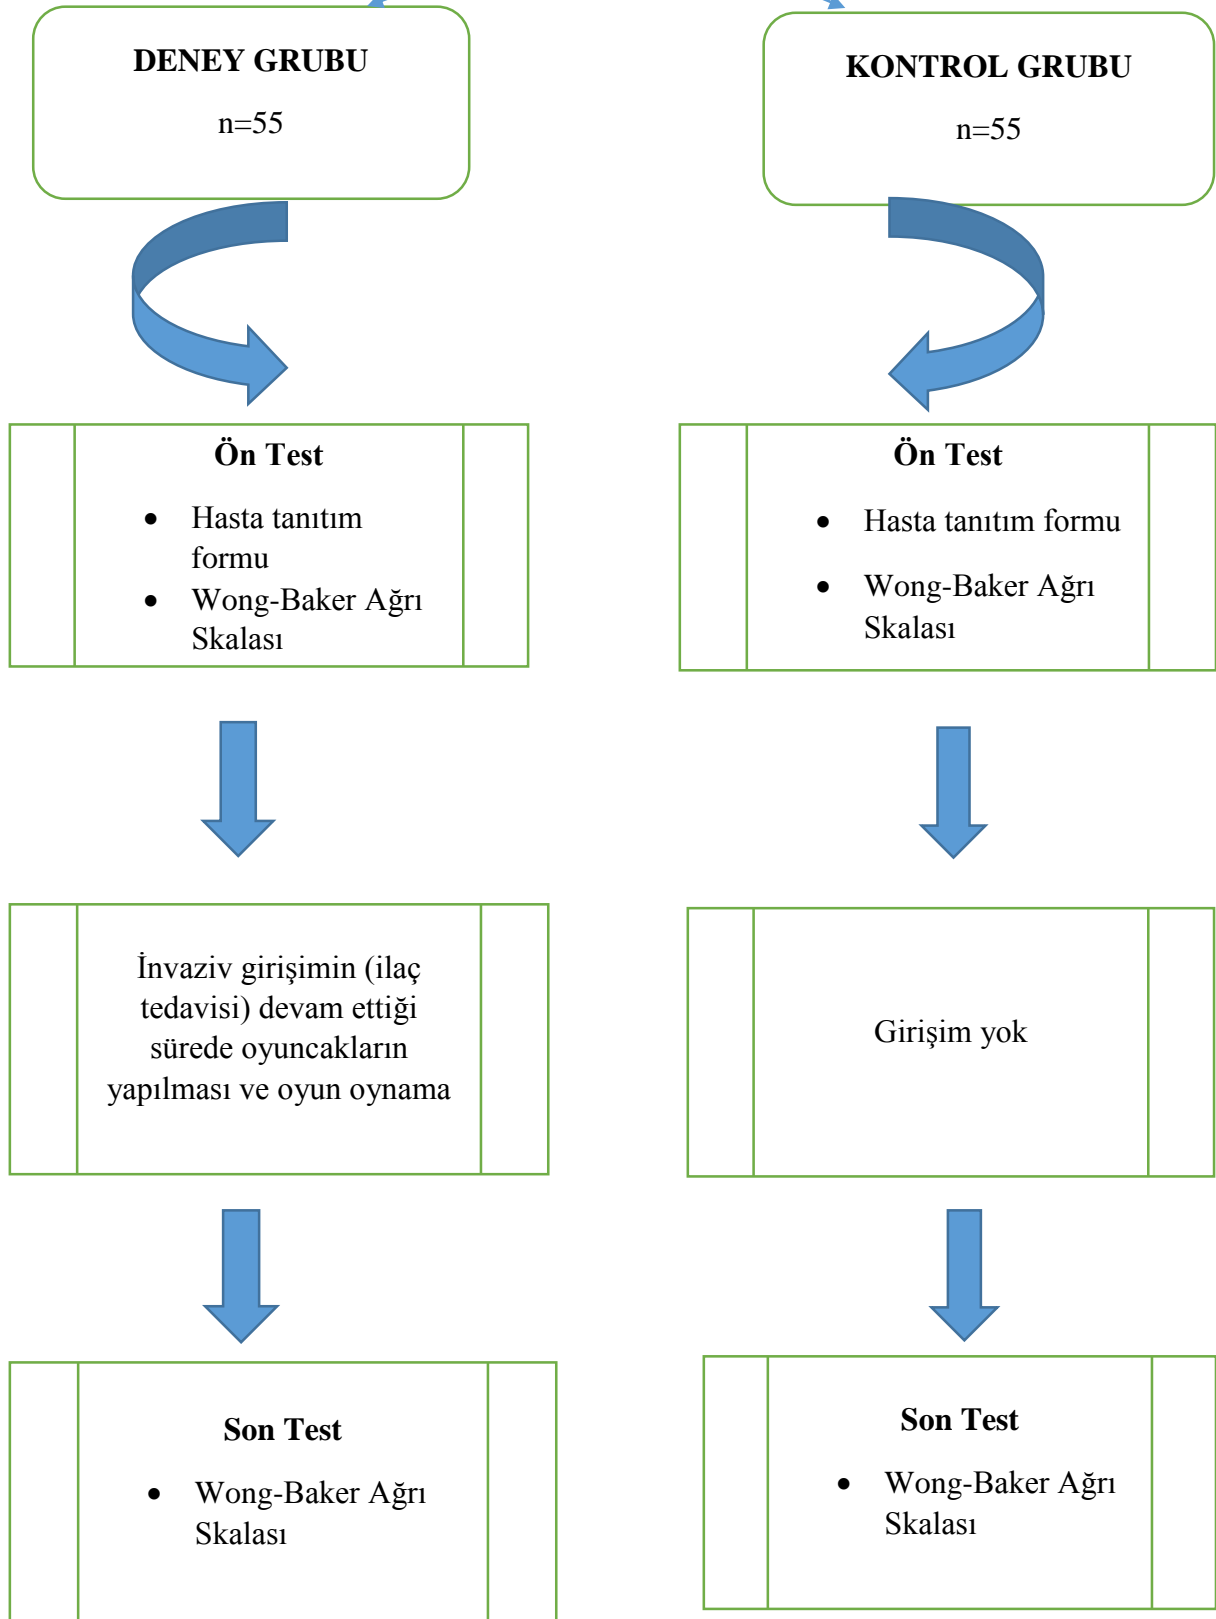 DENEY GRUBU
n=55
KONTROL GRUBU
n=55
Ön Test
• Hasta tanıtım
formu
• Wong-Baker Ağrı
Skalası
Ön Test
• Hasta tanıtım formu
• Wong-Baker Ağrı
Skalası
İnvaziv girişimin (ilaç
tedavisi) devam ettiği
sürede oyuncakların
yapılması ve oyun oynama
Girişim yok
Son Test
• Wong-Baker Ağrı
Skalası
Son Test
• Wong-Baker Ağrı
Skalası